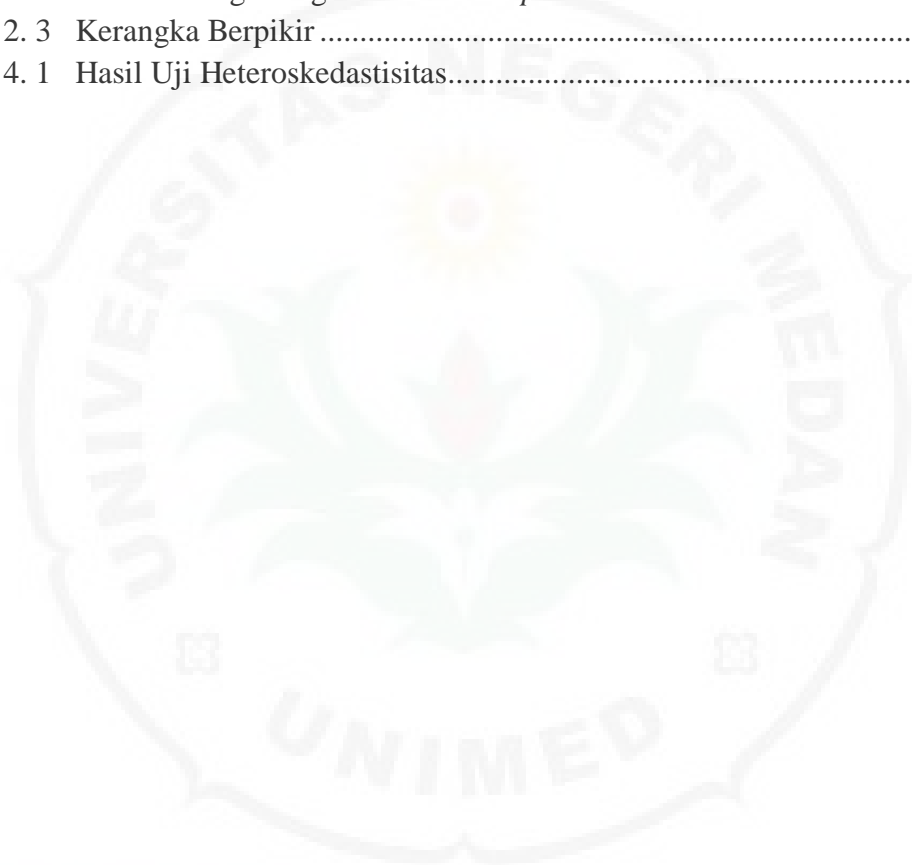 2. 3 Kerangka Berpikir ........................................................................
4. 1 Hasil Uji Heteroskedastisitas.........................................................
UNIVERSITAS NEGERI MEDAN
UNIMED